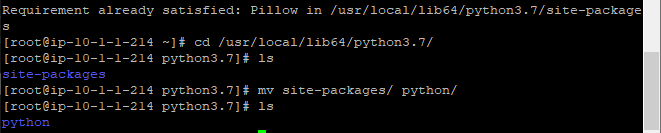 Requirement already satisfied: Pillow in /usr/local/lib64/python3.7/site-package
s
[root@ip-10-1-1-214 ~]# cd /usr/local/lib64/python3.7/
[root@ip-10-1-1-214 python3.7]# ls
site-packages
[root@ip-10-1-1-214 python3.7]# mv site-packages/ python/
[root@ip-10-1-1-214 python3.7]# ls
python